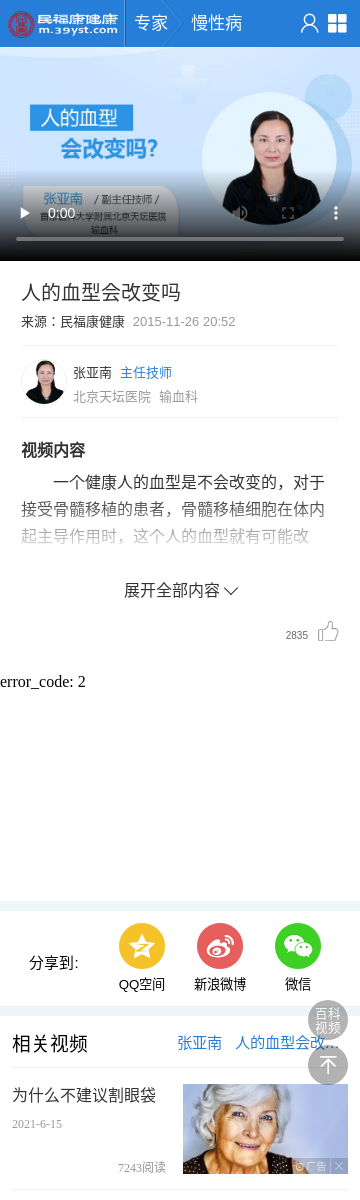 民福康健康
m.39yst.com
专家
慢性病
人的血型
会改变吗?
张亚南 / 副主任技师 /
首都医科大学附属北京天坛医院
输血科
0:00
人的血型会改变吗
来源：民福康健康 2015-11-26 20:52
张亚南 主任技师
北京天坛医院 输血科
视频内容
一个健康人的血型是不会改变的，对于
接受骨髓移植的患者，骨髓移植细胞在体内
起主导作用时，这个人的血型就有可能改
展开全部内容
2835
error_code: 2
分享到:
QQ空间
新浪微博
微信
百科
视频
相关视频
张亚南 人的血型会改…
为什么不建议割眼袋
2021-6-15
7243阅读
广告